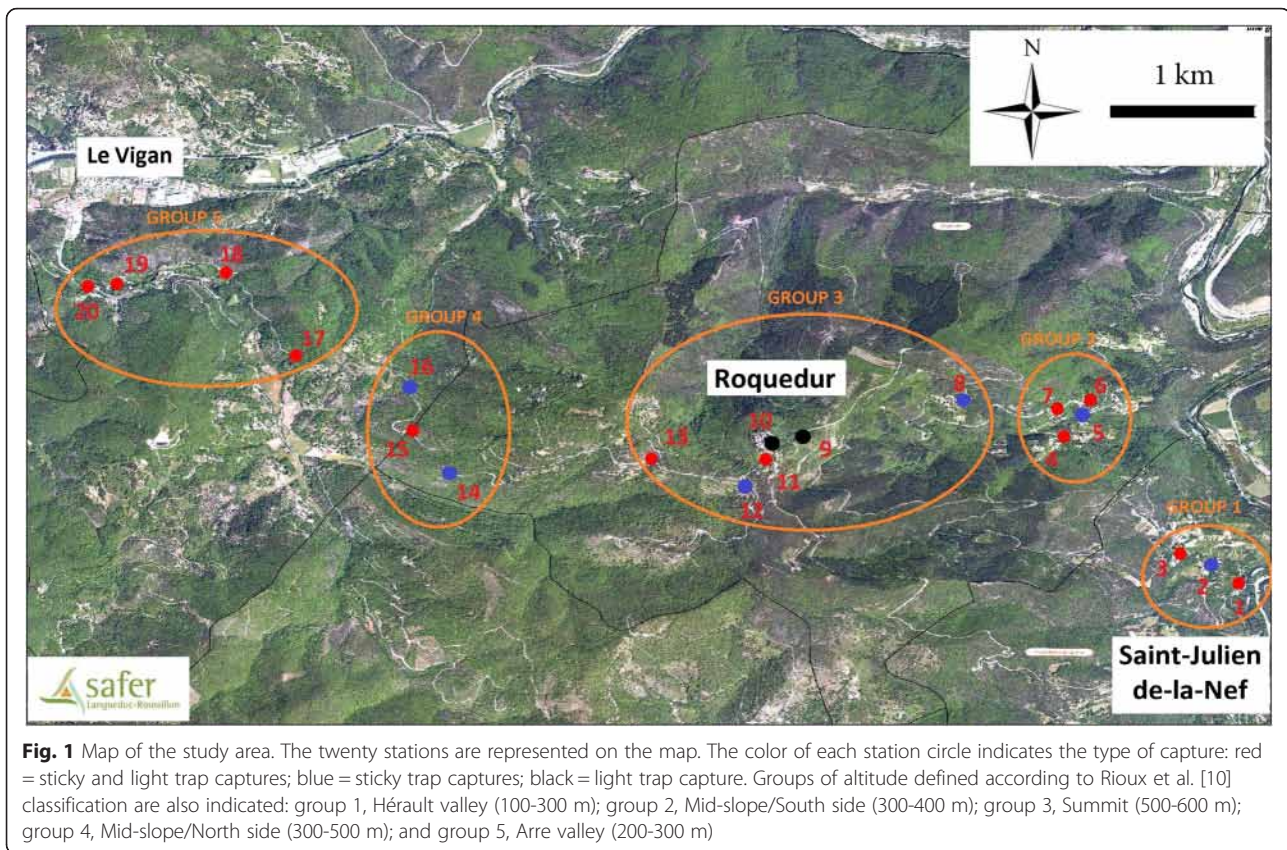 N
1 km
Le Vigan
GROUP 5
18
19
20
17
GROUP 4
16
15
14
GROUP 3
Roquedur
8
10
9
13
11
12
GROUP 2
7
6
5
4
GROUP 1
3
2
1
Saint-Julien
de-la-Nef
safer
Languedoc-Roussillon
Fig. 1 Map of the study area. The twenty stations are represented on the map. The color of each station circle indicates the type of capture: red
= sticky and light trap captures; blue = sticky trap captures; black = light trap capture. Groups of altitude defined according to Rioux et al. [10]
classification are also indicated: group 1, Hérault valley (100-300 m); group 2, Mid-slope/South side (300-400 m); group 3, Summit (500-600 m);
group 4, Mid-slope/North side (300-500 m); and group 5, Arre valley (200-300 m)